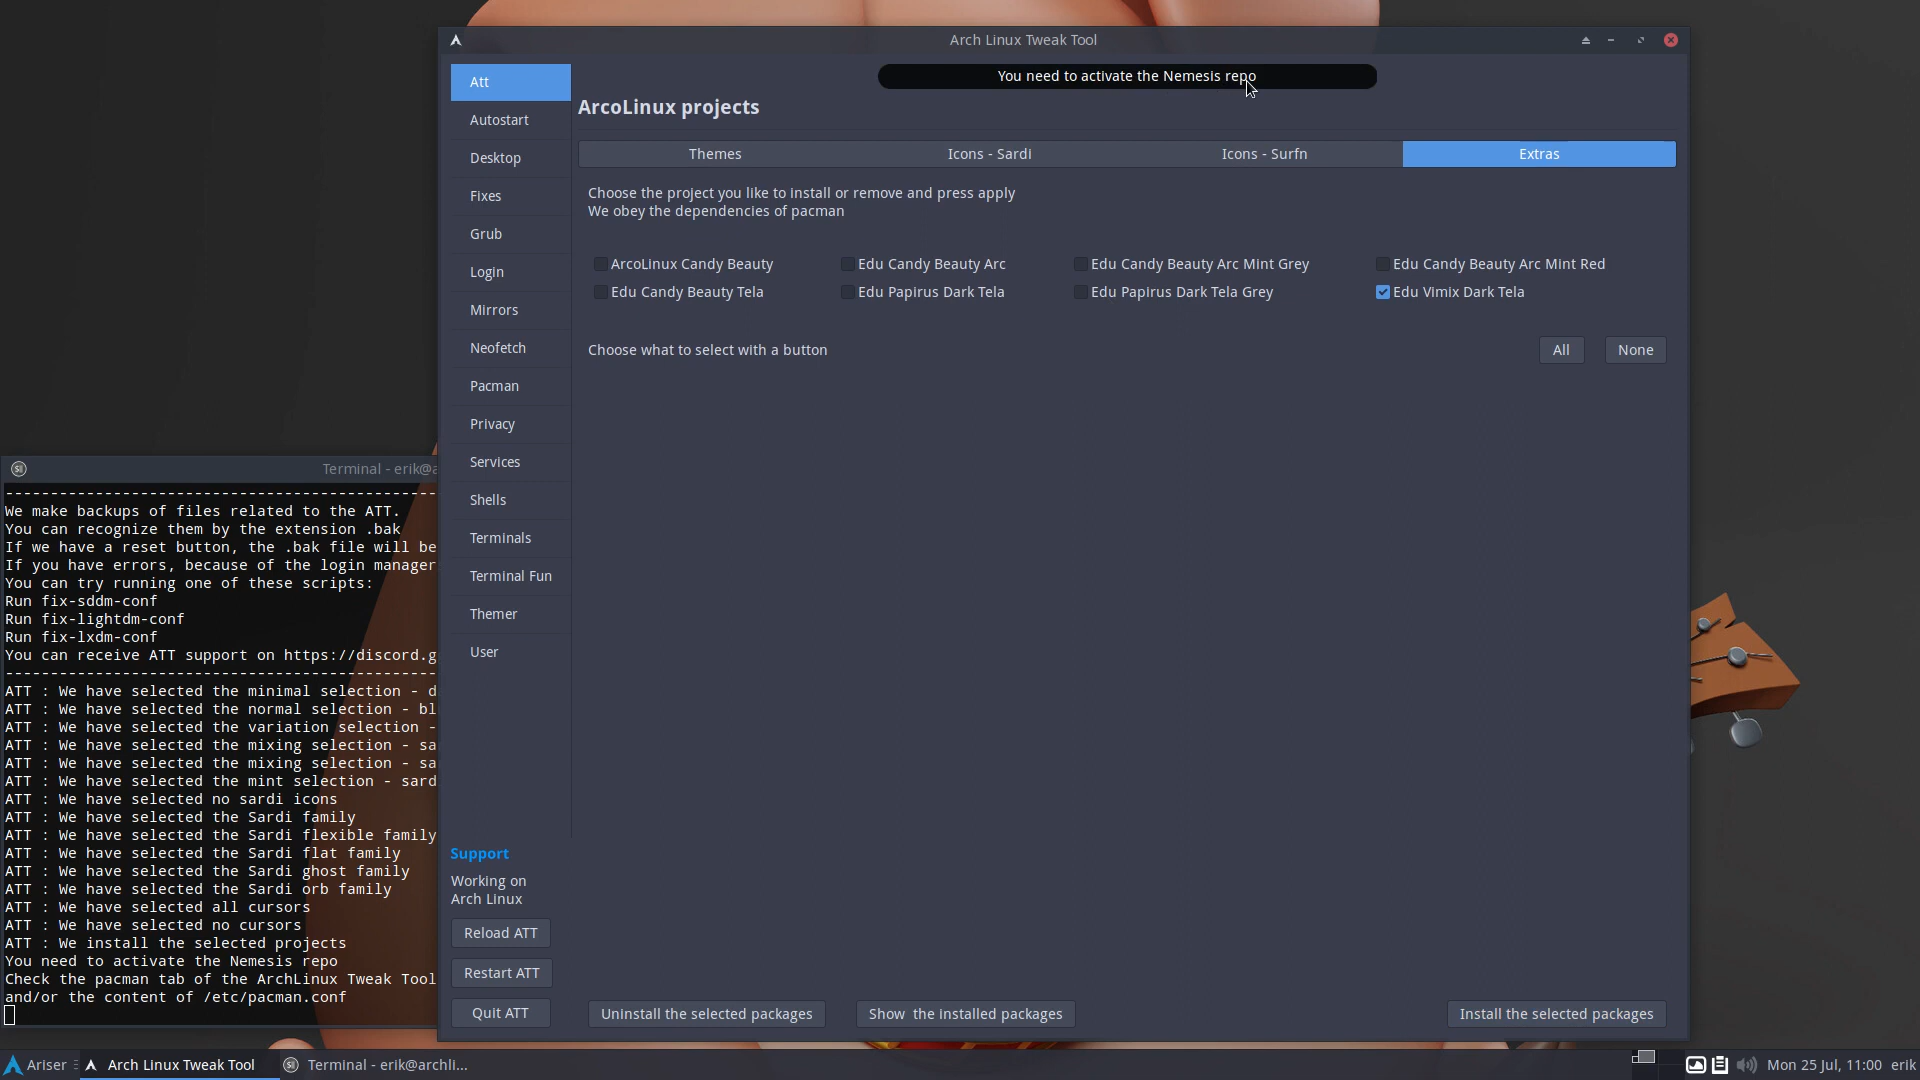 Arch Linux Tweak Tool
Att
Autostart
Desktop
Fixes
Grub
Login
Mirrors
Neofetch
Pacman
Privacy
Services
Shells
Terminals
Terminal Fun
Themer
User
Support
Working on
Arch Linux
Reload ATT
Restart ATT
Quit ATT
You need to activate the Nemesis repo
ArcoLinux projects
Themes
Icons - Sardi
Icons - Surfn
Extras
Choose the project you like to install or remove and press apply
We obey the dependencies of pacman
ArcoLinux Candy Beauty
Edu Candy Beauty Arc
Edu Candy Beauty Arc Mint Grey
Edu Candy Beauty Arc Mint Red
Edu Candy Beauty Tela
Edu Papirus Dark Tela
Edu Papirus Dark Tela Grey
Edu Vimix Dark Tela
Choose what to select with a button
All
None
Uninstall the selected packages
Show  the installed packages
Install the selected packages
Terminal - erik@a
-----------------------------------------------
We make backups of files related to the ATT.
You can recognize them by the extension .bak
If we have a reset button, the .bak file will be
If you have errors, because of the login manager
You can try running one of these scripts:
Run fix-sddm-conf
Run fix-lightdm-conf
Run fix-lxdm-conf
You can receive ATT support on https://discord.g
-----------------------------------------------
ATT : We have selected the minimal selection - d
ATT : We have selected the normal selection - bl
ATT : We have selected the variation selection -
ATT : We have selected the mixing selection - sa
ATT : We have selected the mixing selection - sa
ATT : We have selected the mint selection - sard
ATT : We have selected no sardi icons
ATT : We have selected the Sardi family
ATT : We have selected the Sardi flexible family
ATT : We have selected the Sardi flat family
ATT : We have selected the Sardi ghost family
ATT : We have selected the Sardi orb family
ATT : We have selected all cursors
ATT : We have selected no cursors
ATT : We install the selected projects
You need to activate the Nemesis repo
Check the pacman tab of the ArchLinux Tweak Tool
and/or the content of /etc/pacman.conf
Ariser
Arch Linux Tweak Tool
Terminal - erik@archli...
Mon 25 Jul, 11:00
erik